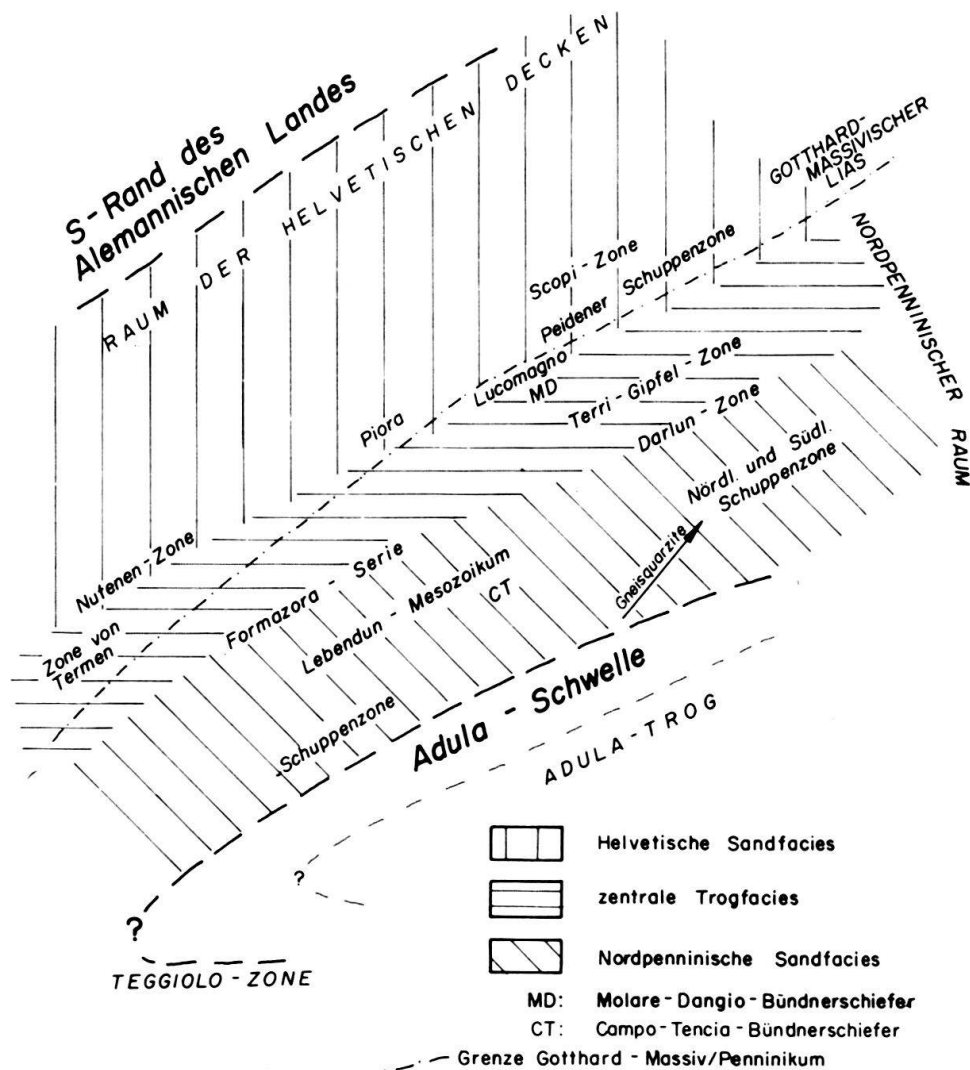 S-Rand des
Alemannischen Landes
RAUM DER HELVETISCHEN DECKEN
GOTTHARD-
MASSIVISCHER
LIAS
NORDPENNINISCHER RAUM
Scopi-Zone
Peidener Schuppenzone
Lucomagno
MD
Terri-Gipfel-Zone
Darlun-Zone
Piora
Nördl. und Südl.
Schuppenzone
Gneisquarzite
Nutenen-Zone
Formazora-Serie
Lebendun-Mesozoikum
CT
Zone von
Termen
Schuppenzone
Adula-Schwelle
ADULA-TROG
?
?
TEGGIOLO-ZONE
Helvetische Sandfacies
zentrale Trogfacies
Nordpenninische Sandfacies
MD: Molare-Dangio-Bündnerschiefer
CT: Campo-Tencia-Bündnerschiefer
Grenze Gotthard-Massiv/Penninikum